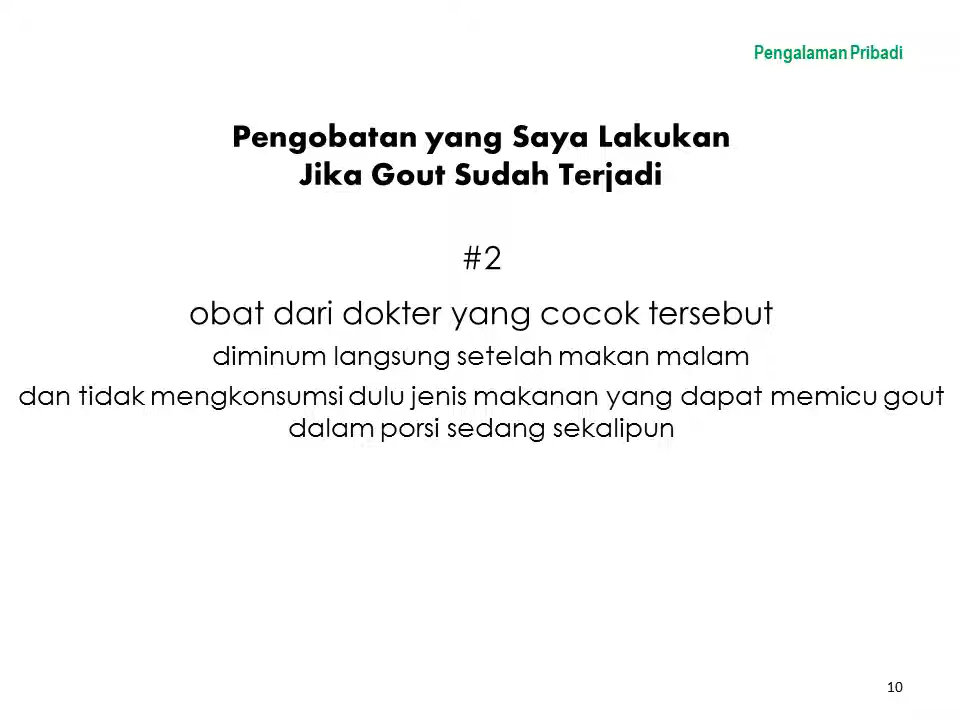 Pengalaman Pribadi
Pengobatan yang Saya Lakukan
Jika Gout Sudah Terjadi
#2
obat dari dokter yang cocok tersebut
diminum langsung setelah makan malam
dan tidak mengkonsumsi dulu jenis makanan yang dapat memicu gout
dalam porsi sedang sekalipun
10